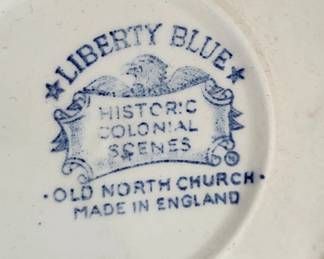 ★ LIBERTY BLUE ★
HISTORIC
COLONIAL
SCENES
· OLD NORTH CHURCH ·
MADE IN ENGLAND